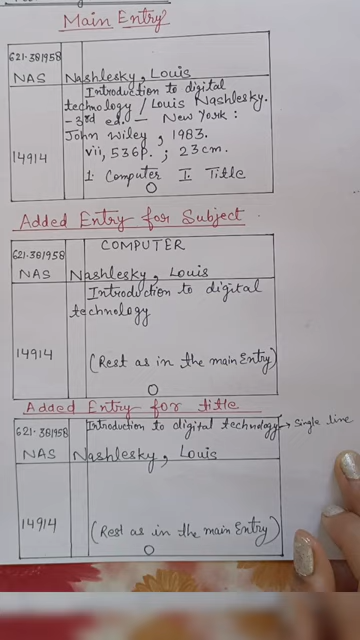 Main Entry
621.381958
NAS Nashlesky, Louis
Introduction to digital
technology / Louis Nashlesky.
- 3rd ed. — New York :
John wiley, 1983.
14914 vii, 536p. ; 23cm.
1. Computer I. Title
Added Entry for Subject
COMPUTER
621.381958
NAS Nashlesky, Louis
Introduction to digital
technology
14914
(Rest as in the main Entry)
Added Entry for title
621.381958 Introduction to digital technology → single line
NAS Nashlesky, Louis
14914
(Rest as in the main Entry)